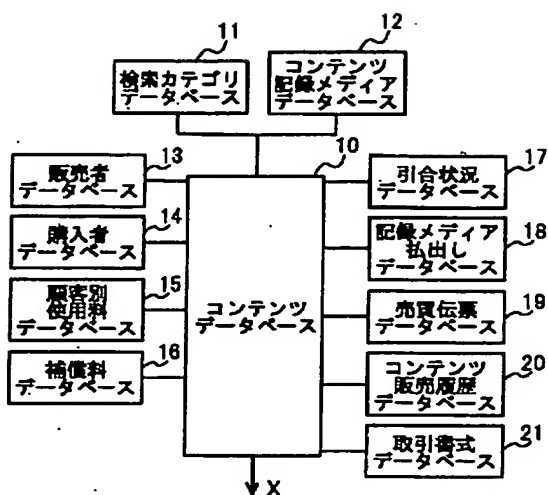 11
検索カテゴリ
データベース
12
コンテンツ
記録メディア
データベース
13
販売者
データベース
14
購入者
データベース
15
顧客別
使用料
データベース
16
補償料
データベース
10
コンテンツ
データベース
17
引合状況
データベース
18
記録メディア
払出し
データベース
19
売買伝票
データベース
20
コンテンツ
販売履歴
データベース
21
取引書式
データベース
X